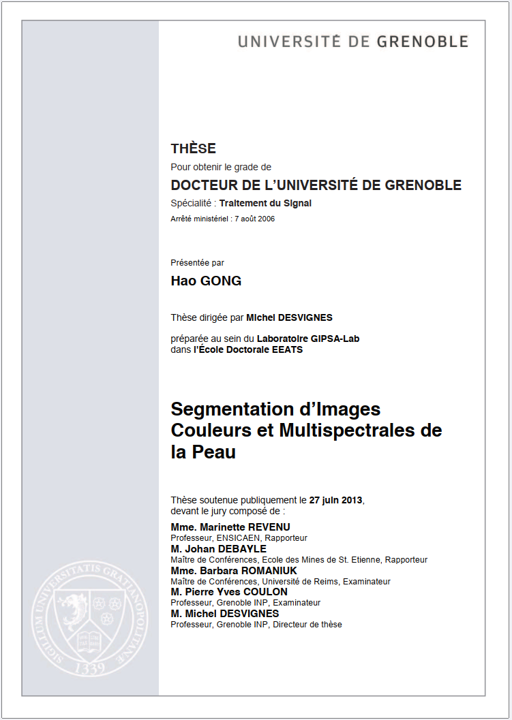 UNIVERSITÉ DE GRENOBLE
THÈSE
Pour obtenir le grade de
DOCTEUR DE L'UNIVERSITÉ DE GRENOBLE
Spécialité : Traitement du Signal
Arrêté ministériel : 7 août 2006
Présentée par
Hao GONG
Thèse dirigée par Michel DESVIGNES
préparée au sein du Laboratoire GIPSA-Lab
dans l'École Doctorale EEATS
Segmentation d'Images
Couleurs et Multispectrales de
la Peau
Thèse soutenue publiquement le 27 juin 2013,
devant le jury composé de :
Mme. Marinette REVENU
Professeur, ENSICAEN, Rapporteur
M. Johan DEBAYLE
Maître de Conférences, Ecole des Mines de St. Etienne, Rapporteur
Mme. Barbara ROMANIUK
Maître de Conférences, Université de Reims, Examinateur
M. Pierre Yves COULON
Professeur, Grenoble INP, Examinateur
M. Michel DESVIGNES
Professeur, Grenoble INP, Directeur de thèse
SIGILLUM UNIVERSITATIS GRATIANOPOLITANÆ
1339